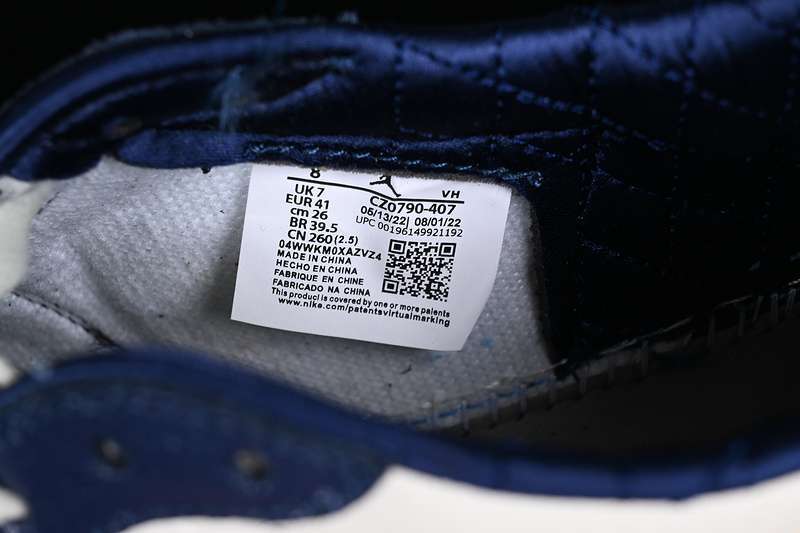 8
VH
UK 7
CZ0790-407
EUR 41
05/13/22| 08/01/22
cm 26
UPC 00196149921192
BR 39.5
CN 260(2.5)
04WWKM0XAZVZ4
MADE IN CHINA
HECHO EN CHINA
FABRIQUE EN CHINE
FABRICADO NA CHINA
This product is covered by one or more patents
www.nike.com/patentsvirtualmarking